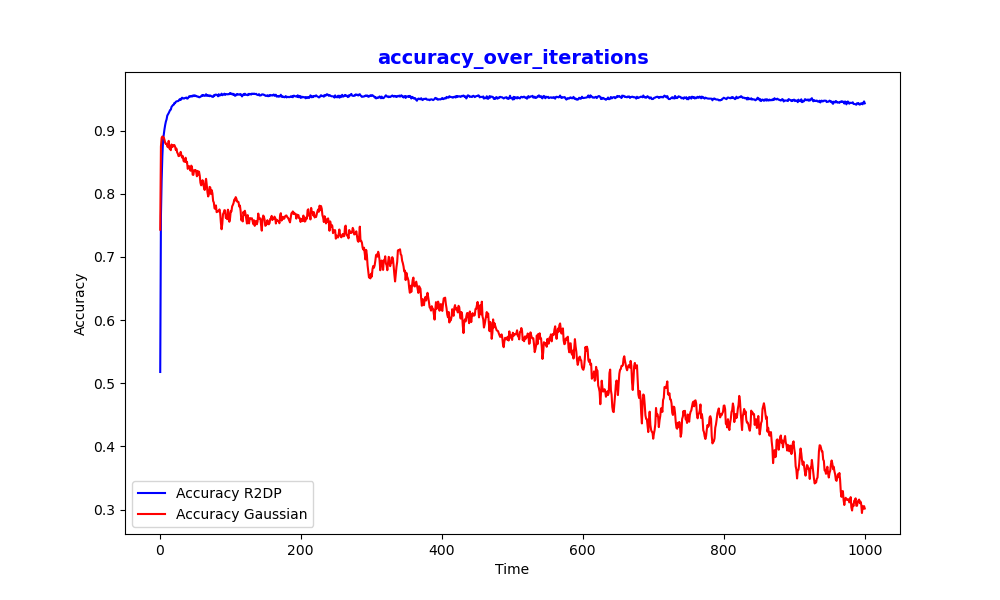 accuracy_over_iterations
Accuracy
0.9
0.8
0.7
0.6
0.5
0.4
0.3
Accuracy R2DP
Accuracy Gaussian
0
200
400
600
800
1000
Time